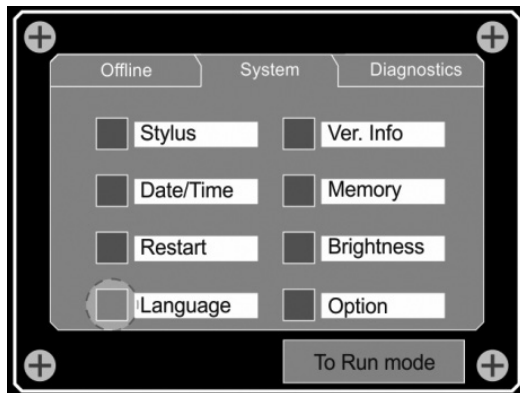 Offline System Diagnostics
Stylus Ver. Info
Date/Time Memory
Restart Brightness
Language Option
To Run mode